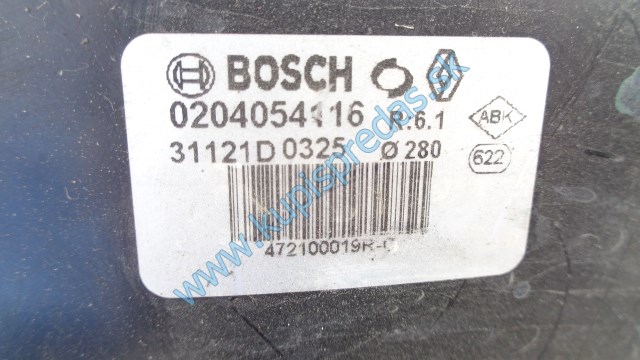 BOSCH
0204054116 R:6.1 ABK
31121D 0325 Ø 280 622
472100019R-
www.kupispredas.sk